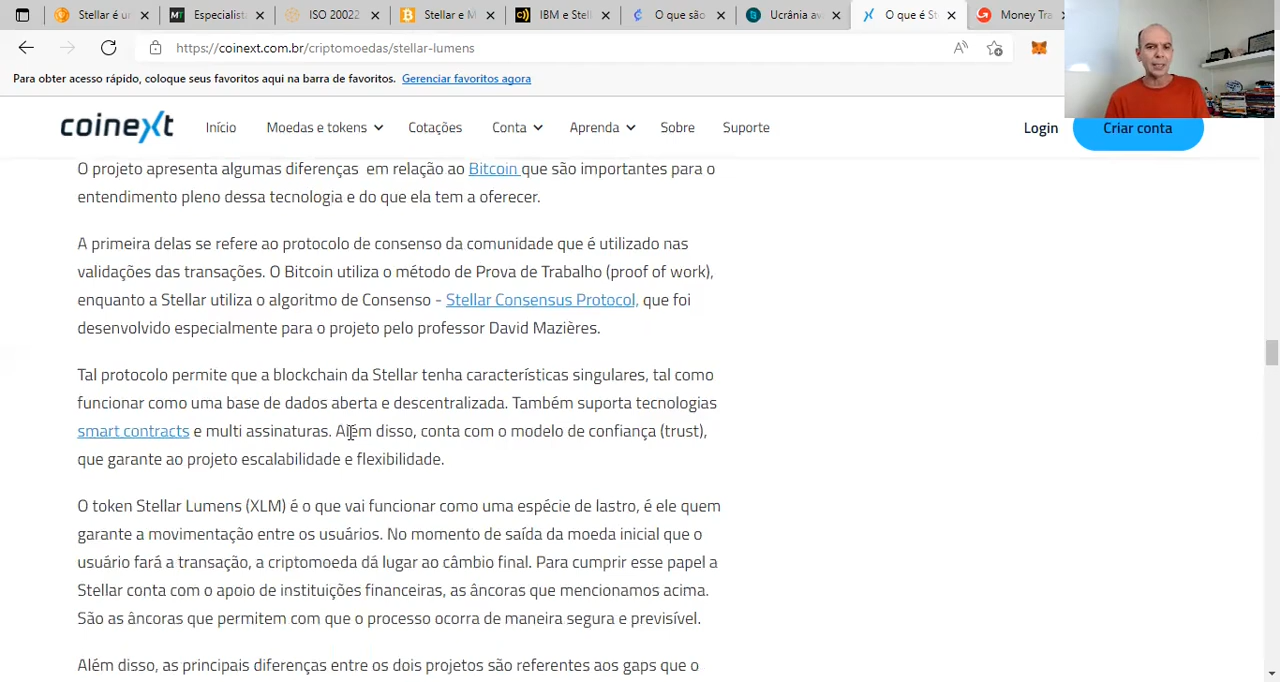 Stellar é ur
Especialist
ISO 20022
Stellar e M
IBM e Stel
O que são
Ucrânia av
O que é St
Money Tra
https://coinext.com.br/criptomoedas/stellar-lumens
Para obter acesso rápido, coloque seus favoritos aqui na barra de favoritos. Gerenciar favoritos agora
coinext
Início
Moedas e tokens
Cotações
Conta
Aprenda
Sobre
Suporte
Login
Criar conta
O projeto apresenta algumas diferenças em relação ao Bitcoin que são importantes para o
entendimento pleno dessa tecnologia e do que ela tem a oferecer.
A primeira delas se refere ao protocolo de consenso da comunidade que é utilizado nas
validações das transações. O Bitcoin utiliza o método de Prova de Trabalho (proof of work),
enquanto a Stellar utiliza o algoritmo de Consenso - Stellar Consensus Protocol, que foi
desenvolvido especialmente para o projeto pelo professor David Mazières.
Tal protocolo permite que a blockchain da Stellar tenha características singulares, tal como
funcionar como uma base de dados aberta e descentralizada. Também suporta tecnologias
smart contracts e multi assinaturas. Além disso, conta com o modelo de confiança (trust),
que garante ao projeto escalabilidade e flexibilidade.
O token Stellar Lumens (XLM) é o que vai funcionar como uma espécie de lastro, é ele quem
garante a movimentação entre os usuários. No momento de saída da moeda inicial que o
usuário fará a transação, a criptomoeda dá lugar ao câmbio final. Para cumprir esse papel a
Stellar conta com o apoio de instituições financeiras, as âncoras que mencionamos acima.
São as âncoras que permitem com que o processo ocorra de maneira segura e previsível.
Além disso, as principais diferenças entre os dois projetos são referentes aos gaps que o